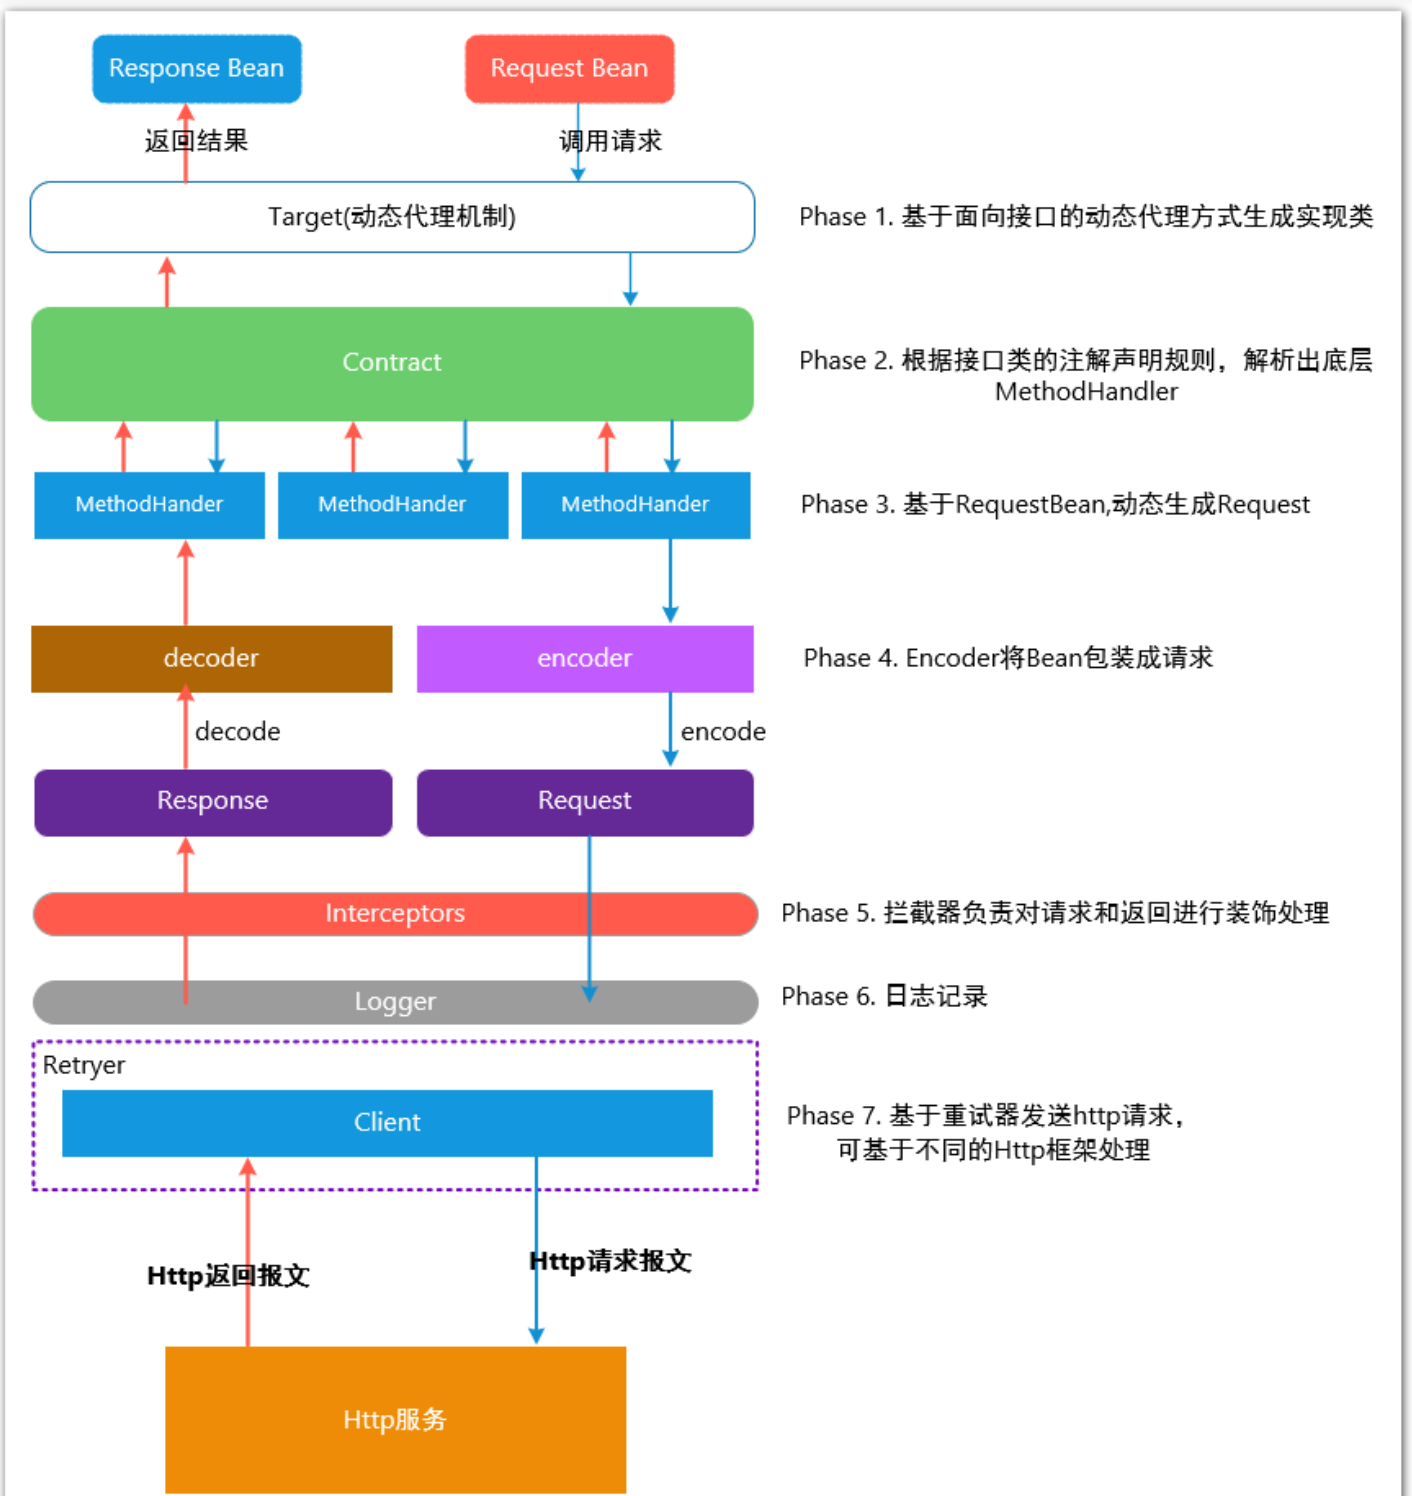 Response Bean
Request Bean
返回结果
调用请求
Target(动态代理机制)
Phase 1. 基于面向接口的动态代理方式生成实现类
Contract
Phase 2. 根据接口类的注解声明规则，解析出底层
MethodHandler
MethodHander
MethodHander
MethodHander
Phase 3. 基于RequestBean,动态生成Request
decoder
encoder
Phase 4. Encoder将Bean包装成请求
decode
encode
Response
Request
Interceptors
Phase 5. 拦截器负责对请求和返回进行装饰处理
Logger
Phase 6. 日志记录
Retryer
Client
Phase 7. 基于重试器发送http请求，
可基于不同的Http框架处理
Http返回报文
Http请求报文
Http服务